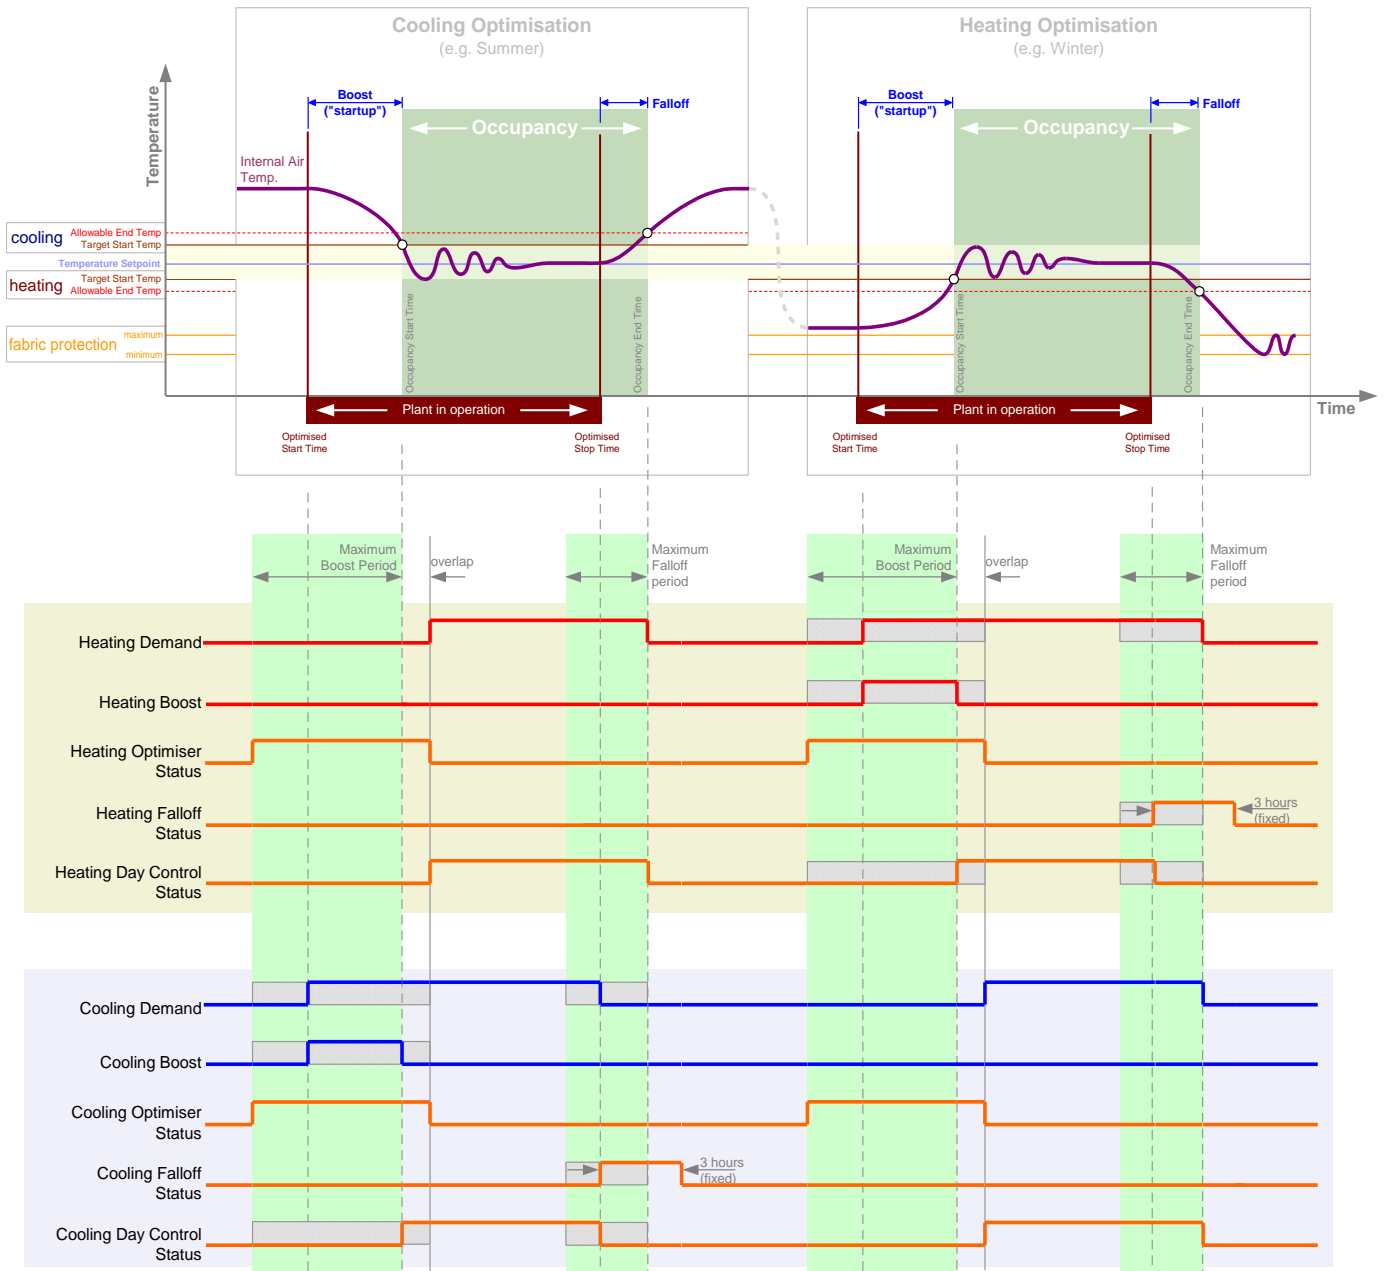 Cooling Optimisation
(e.g. Summer)
Heating Optimisation
(e.g. Winter)
Temperature
Boost
("startup")
Falloff
Occupancy
Boost
("startup")
Falloff
Occupancy
Internal Air
Temp.
cooling
Allowable End Temp
Target Start Temp
Temperature Setpoint
heating
Target Start Temp
Allowable End Temp
fabric protection
maximum
minimum
Occupancy Start Time
Occupancy End Time
Occupancy Start Time
Occupancy End Time
Plant in operation
Plant in operation
Time
Optimised
Start Time
Optimised
Stop Time
Optimised
Start Time
Optimised
Stop Time
Maximum
Boost Period
overlap
Maximum
Falloff
period
Maximum
Boost Period
overlap
Maximum
Falloff
period
Heating Demand
Heating Boost
Heating Optimiser
Status
Heating Falloff
Status
3 hours
(fixed)
Heating Day Control
Status
Cooling Demand
Cooling Boost
Cooling Optimiser
Status
Cooling Falloff
Status
3 hours
(fixed)
Cooling Day Control
Status